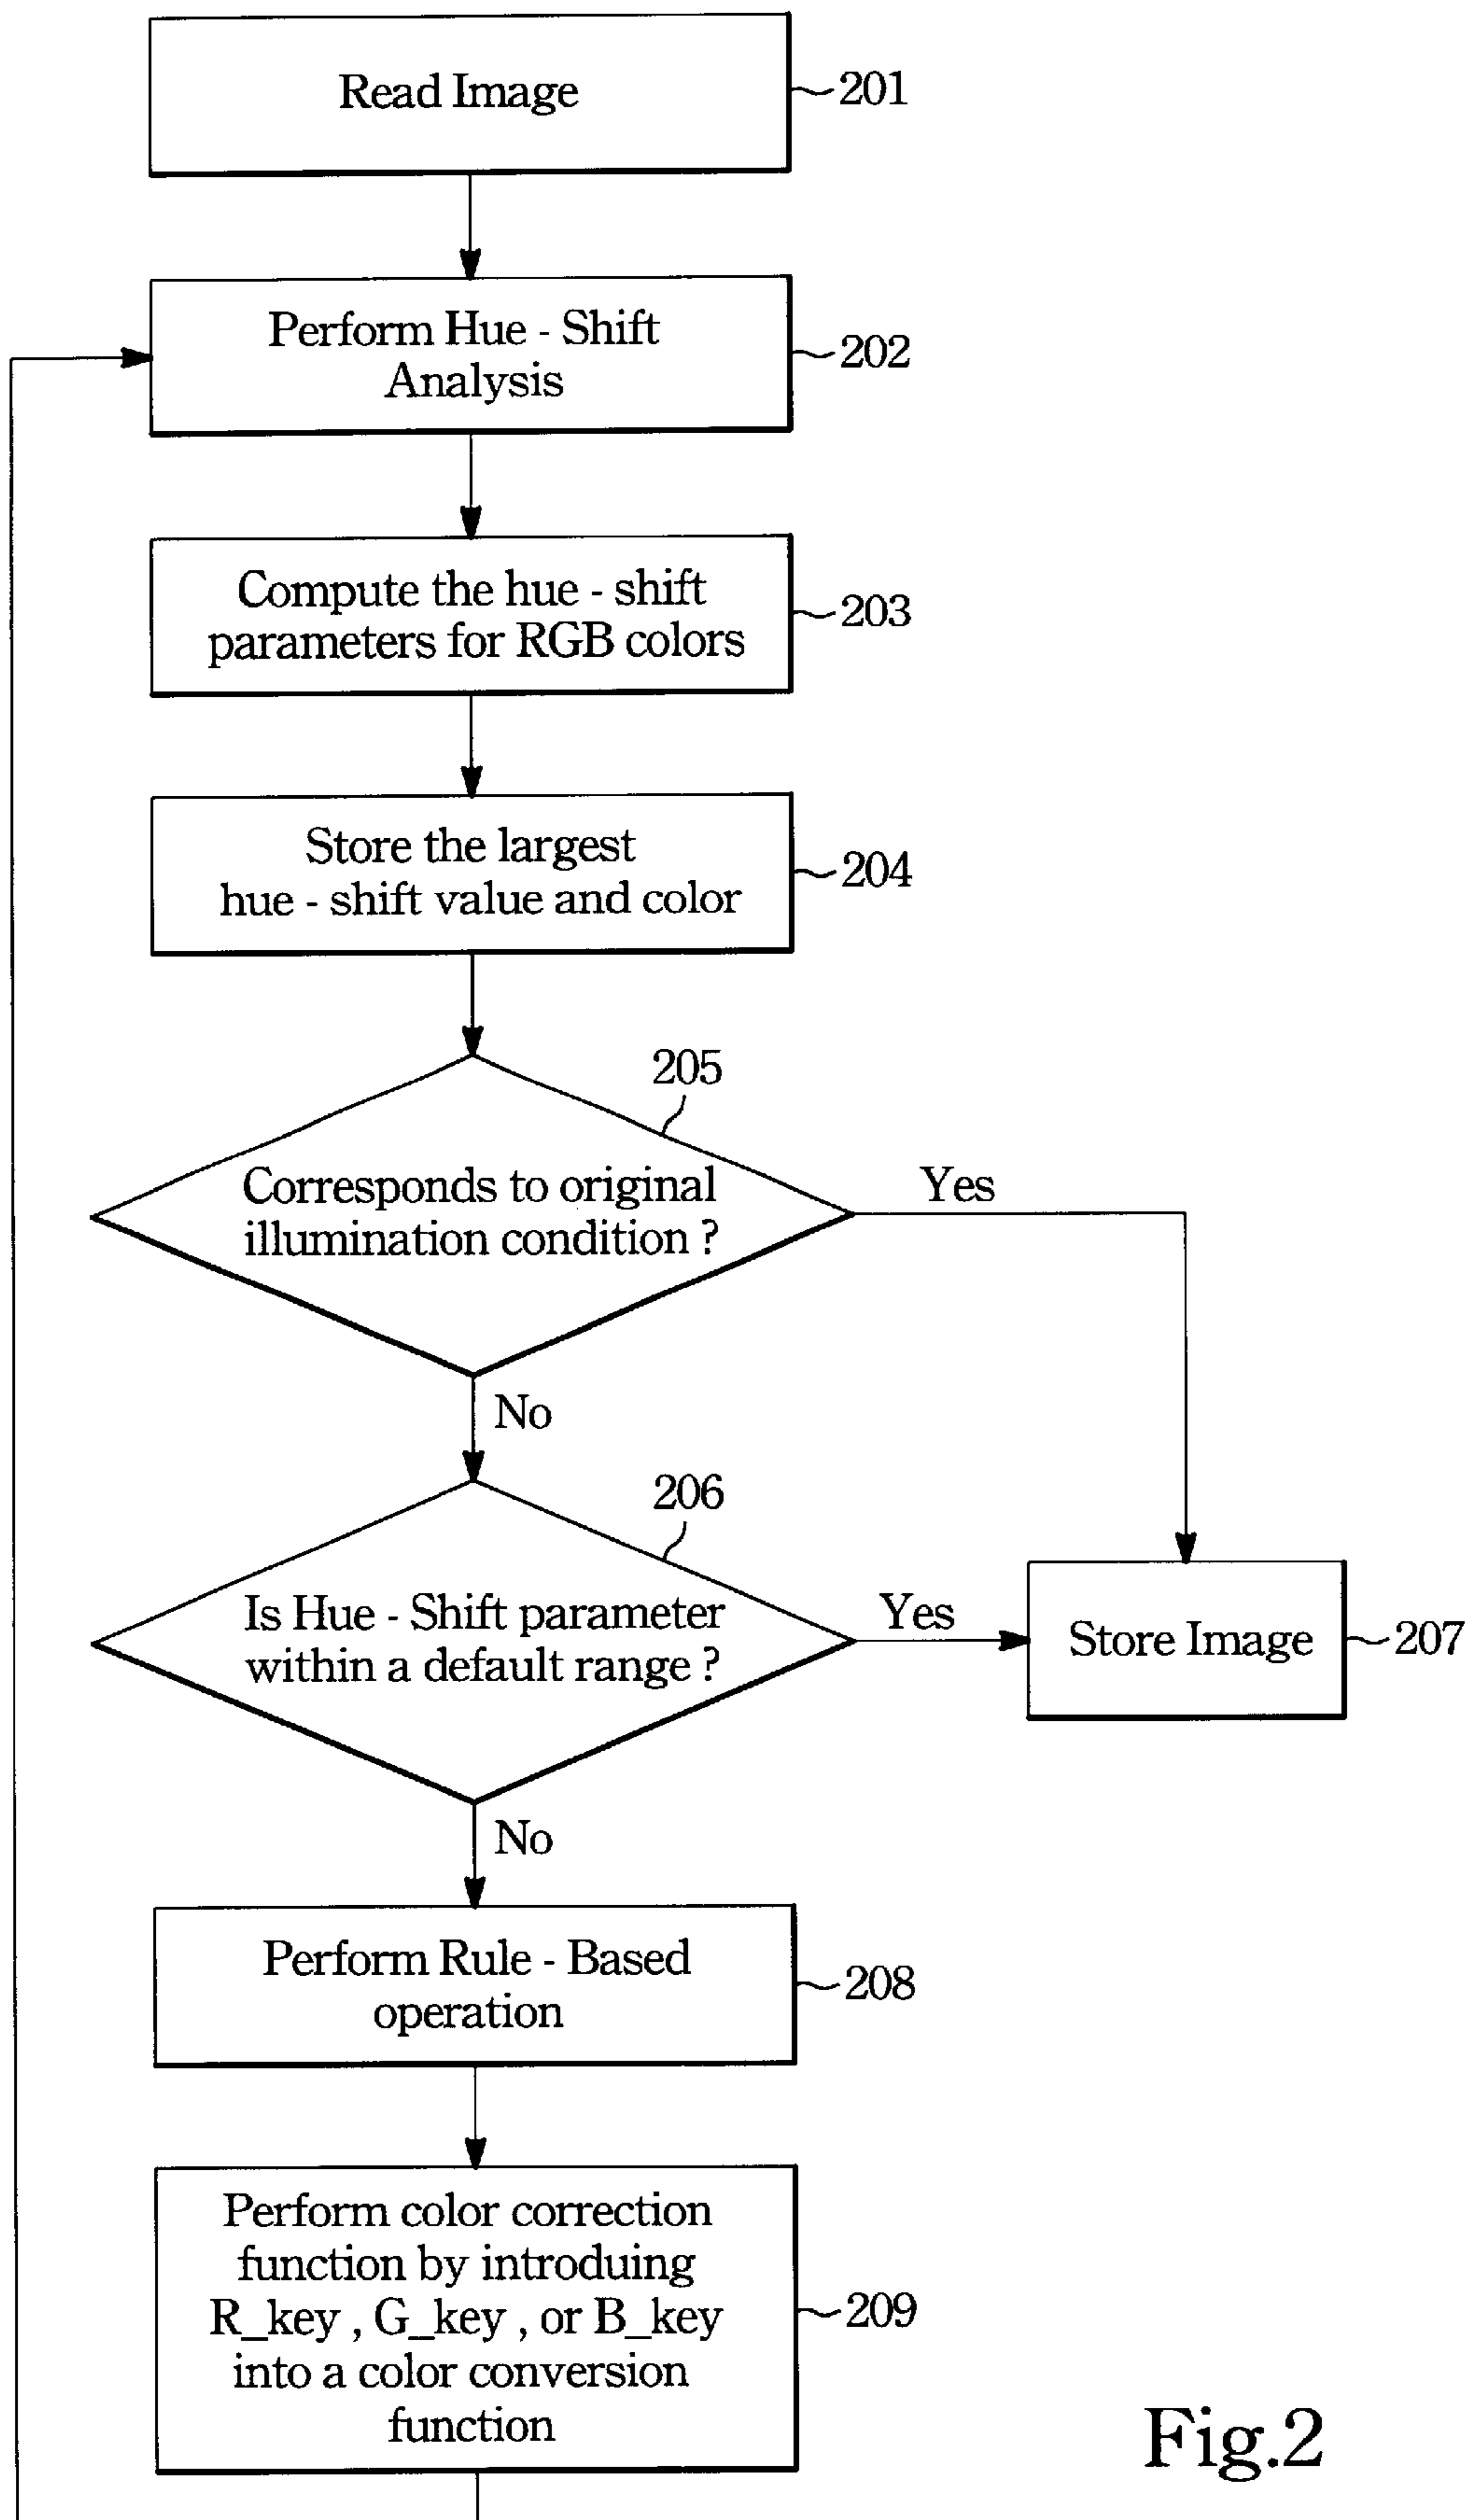 Read Image
201
Perform Hue - Shift
Analysis
202
Compute the hue - shift
parameters for RGB colors
203
Store the largest
hue - shift value and color
204
205
Corresponds to original
illumination condition ?
Yes
No
206
Is Hue - Shift parameter
within a default range ?
Yes
Store Image
207
No
Perform Rule - Based
operation
208
Perform color correction
function by introduing
R_key , G_key , or B_key
into a color conversion
function
209
Fig.2